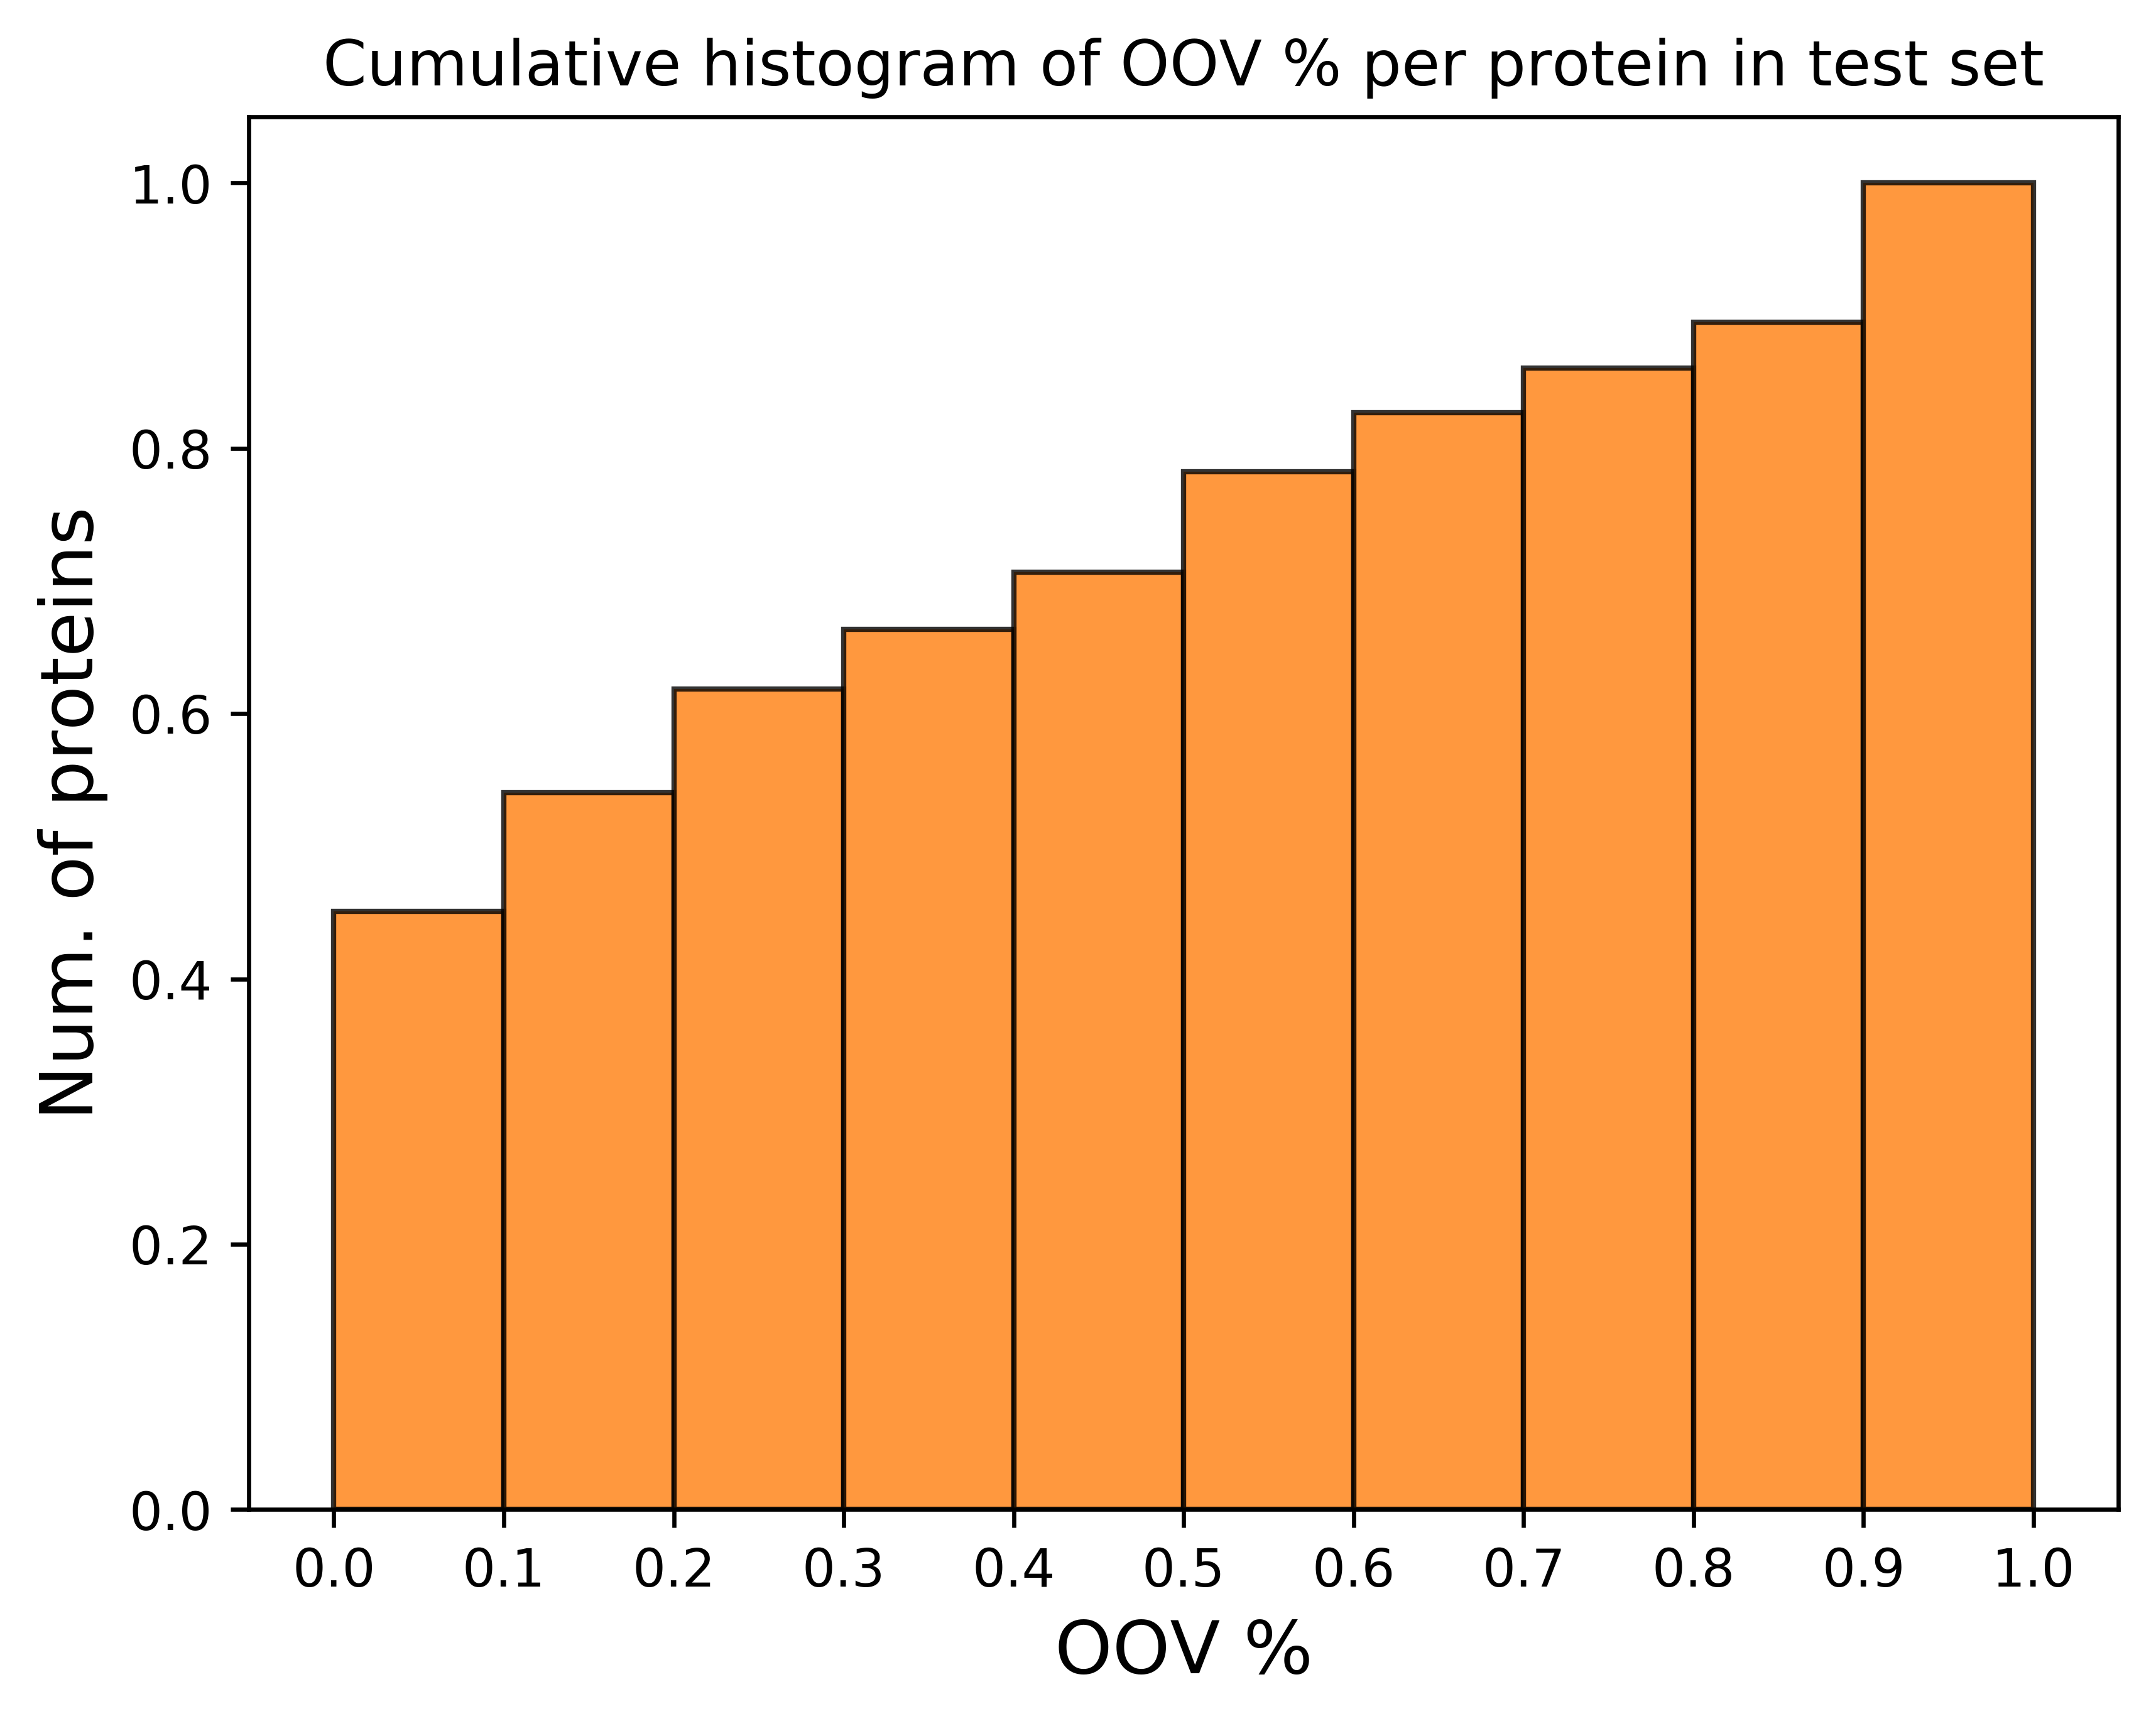 Cumulative histogram of OOV % per protein in test set
1.0
0.8
0.6
0.4
0.2
0.0
Num. of proteins
0.0 0.1 0.2 0.3 0.4 0.5 0.6 0.7 0.8 0.9 1.0
OOV %